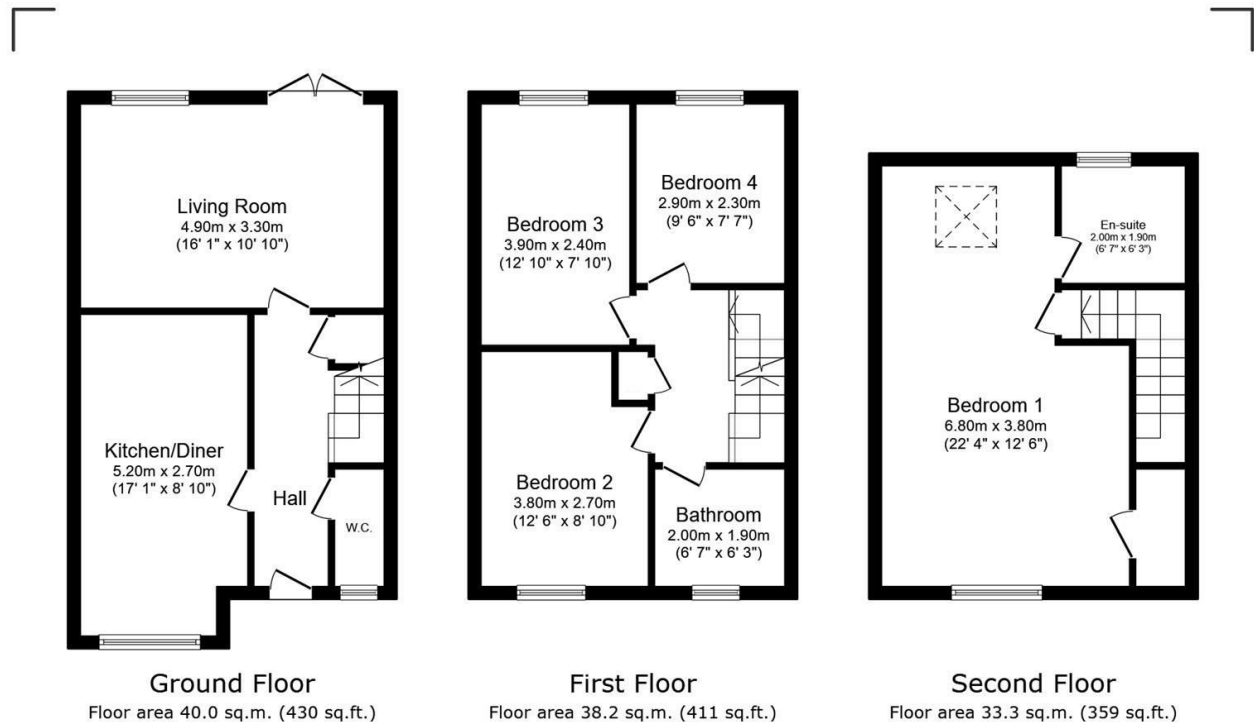 Living Room
4.90m x 3.30m
(16' 1" x 10' 10")
Kitchen/Diner
5.20m x 2.70m
(17' 1" x 8' 10")
Hall
W.C.
Ground Floor
Floor area 40.0 sq.m. (430 sq.ft.)
Bedroom 3
3.90m x 2.40m
(12' 10" x 7' 10")
Bedroom 4
2.90m x 2.30m
(9' 6" x 7' 7")
Bedroom 2
3.80m x 2.70m
(12' 6" x 8' 10")
Bathroom
2.00m x 1.90m
(6' 7" x 6' 3")
First Floor
Floor area 38.2 sq.m. (411 sq.ft.)
En-suite
2.00m x 1.90m
(6' 7" x 6' 3")
Bedroom 1
6.80m x 3.80m
(22' 4" x 12' 6")
Second Floor
Floor area 33.3 sq.m. (359 sq.ft.)